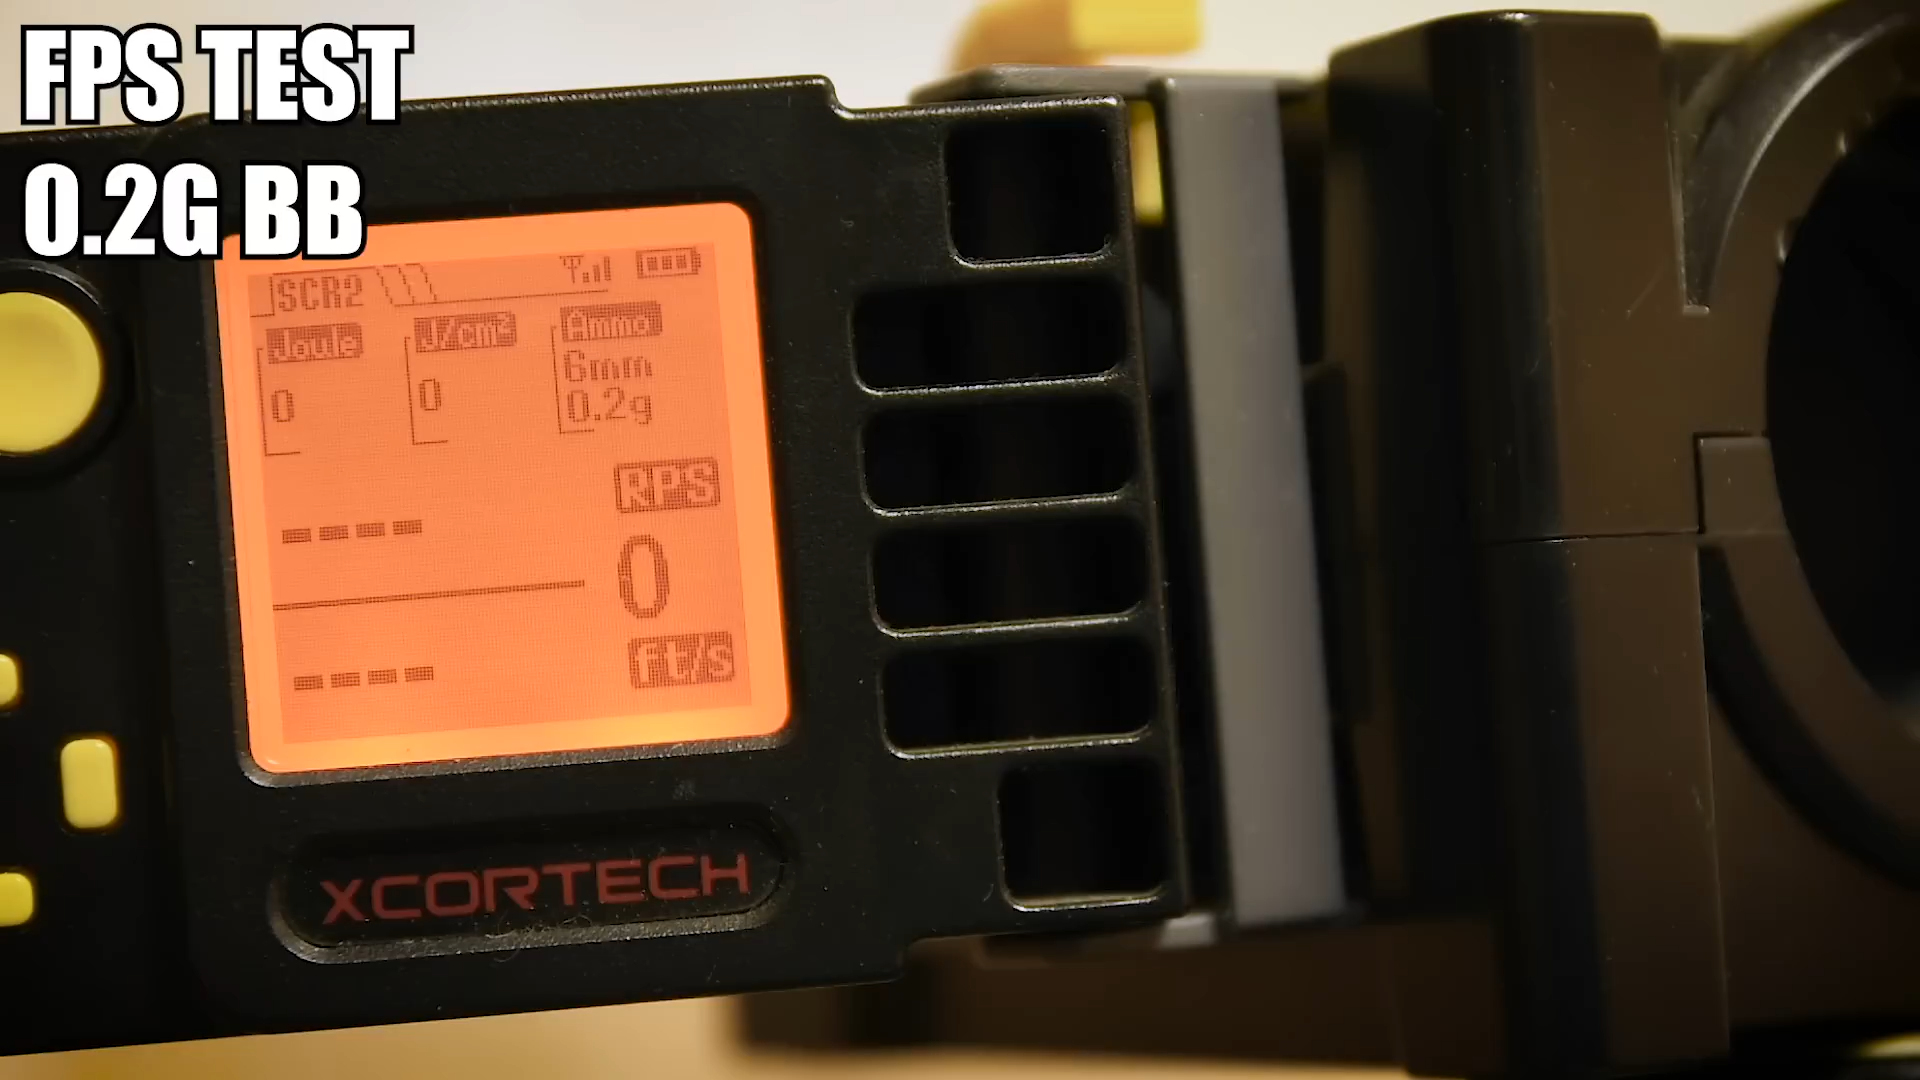 FPS TEST
0.2G BB
SCR2
Joule J/cm² Ammo
0 0 6mm
0.2g
RPS
----
0
ft/s
----
XCORTECH